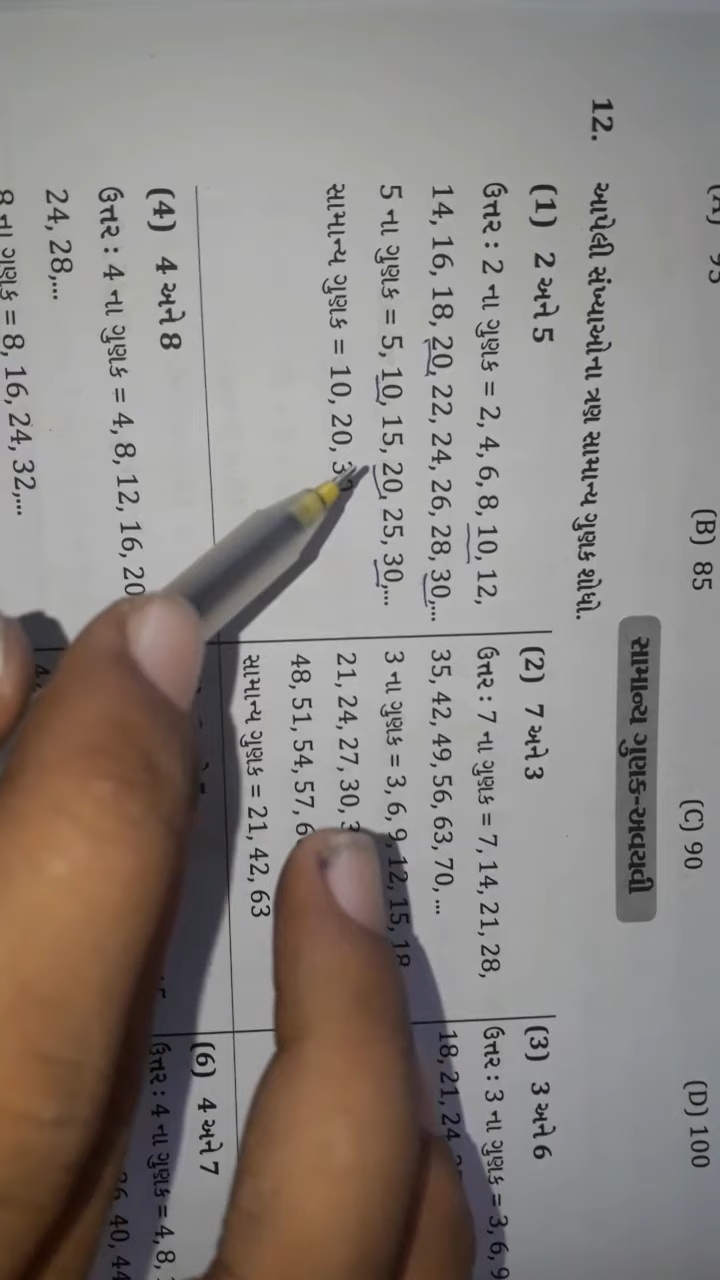 (B) 85
(C) 90
(D) 100
સામાન્ય ગુણક-અવયવી
12. આપેલી સંખ્યાઓના ત્રણ સામાન્ય ગુણક શોધો.
(1) 2 અને 5
ઉત્તર : 2 ના ગુણક = 2, 4, 6, 8, 10, 12,
14, 16, 18, 20, 22, 24, 26, 28, 30,...
5 ના ગુણક = 5, 10, 15, 20, 25, 30,...
સામાન્ય ગુણક = 10, 20,
(2) 7 અને 3
ઉત્તર : 7 ના ગુણક = 7, 14, 21, 28,
35, 42, 49, 56, 63, 70, ...
3 ના ગુણક = 3, 6, 9, 12, 15, 18
21, 24, 27, 30,
48, 51, 54, 57,
સામાન્ય ગુણક = 21, 42, 63
(3) 3 અને 6
ઉત્તર : 3 ના ગુણક = 3, 6, 9
18, 21, 24
(4) 4 અને 8
ઉત્તર : 4 ના ગુણક = 4, 8, 12, 16, 20
24, 28,...
8 ના ગુણક = 8, 16, 24, 32,...
(6) 4 અને 7
ઉત્તર : 4 ના ગુણક = 4, 8,
40, 44